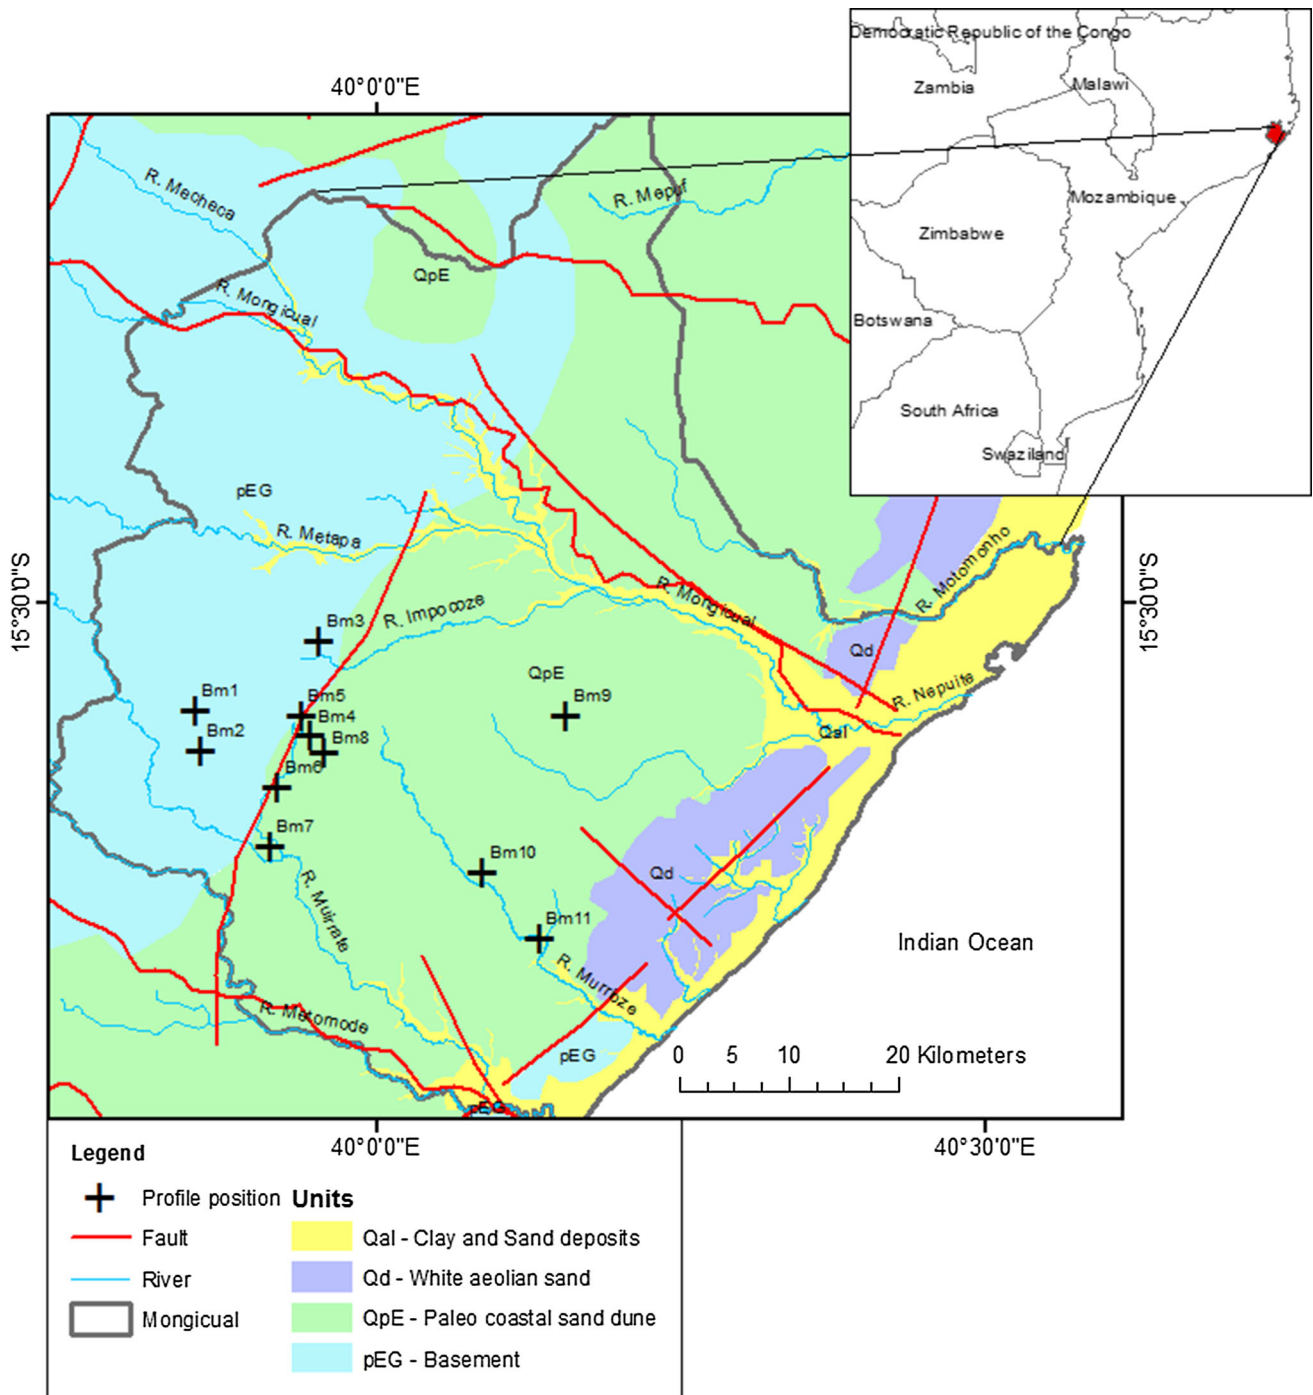 Democratic Republic of the Congo
Zambia
Malawi
Mozambique
Zimbabwe
Botswana
South Africa
Swaziland
40°0'0"E
R. Mecheca
R. Mepuf
QpE
R. Mongicual
pEG
R. Metapa
15°30'0"S
15°30'0"S
R. Motomonho
R. Mongicual
R. Impocoze
Bm3
Qd
QpE
R. Nepuite
Bm1
Bm5
Bm9
Bm4
Bm2
Bm8
Qal
Bm6
Bm7
Bm10
Qd
R. Muirrate
Bm11
Indian Ocean
R. Murroze
R. Metomode
pEG
0 5 10 20 Kilometers
pEG
40°0'0"E
40°30'0"E
Legend
Profile position
Fault
River
Mongicual
Units
Qal - Clay and Sand deposits
Qd - White aeolian sand
QpE - Paleo coastal sand dune
pEG - Basement